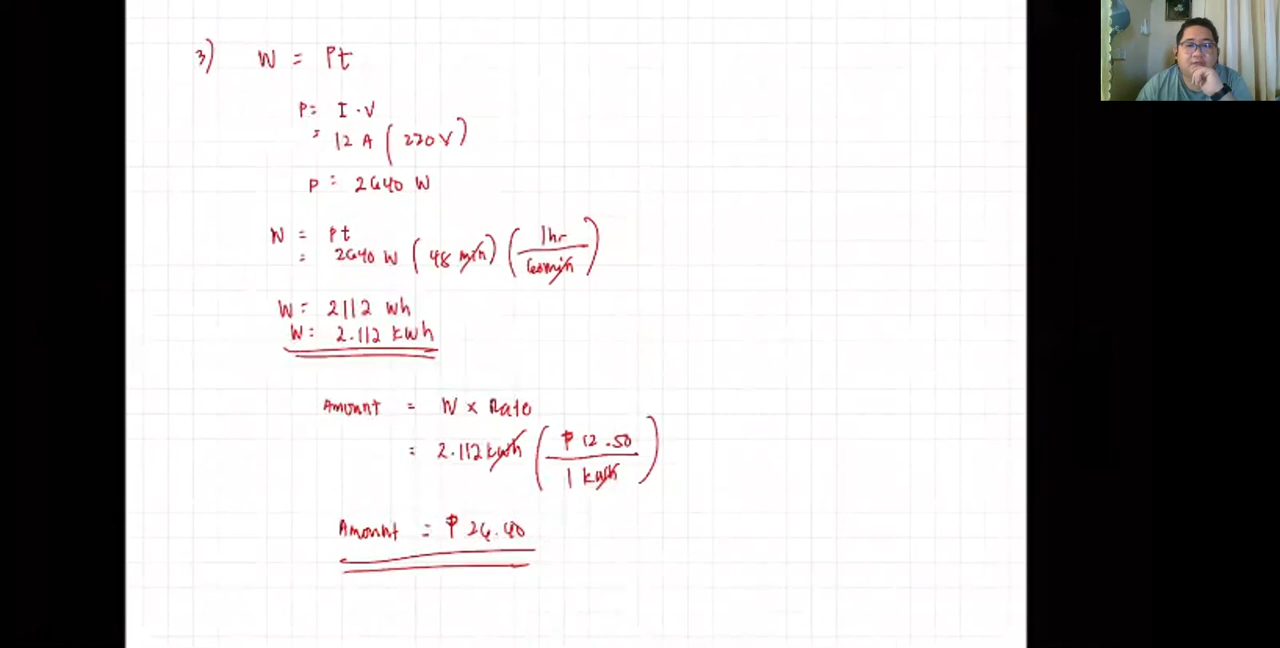 3) W = Pt
P = I · V
= 12 A (220 V)
P = 2640 W
W = Pt
= 2640 W (48 min) (1hr / 60min)
W = 2112 Wh
W = 2.112 kWh
Amount = W × Rate
= 2.112 kWh (₱ 12.50 / 1 kWh)
Amount = ₱ 26.40